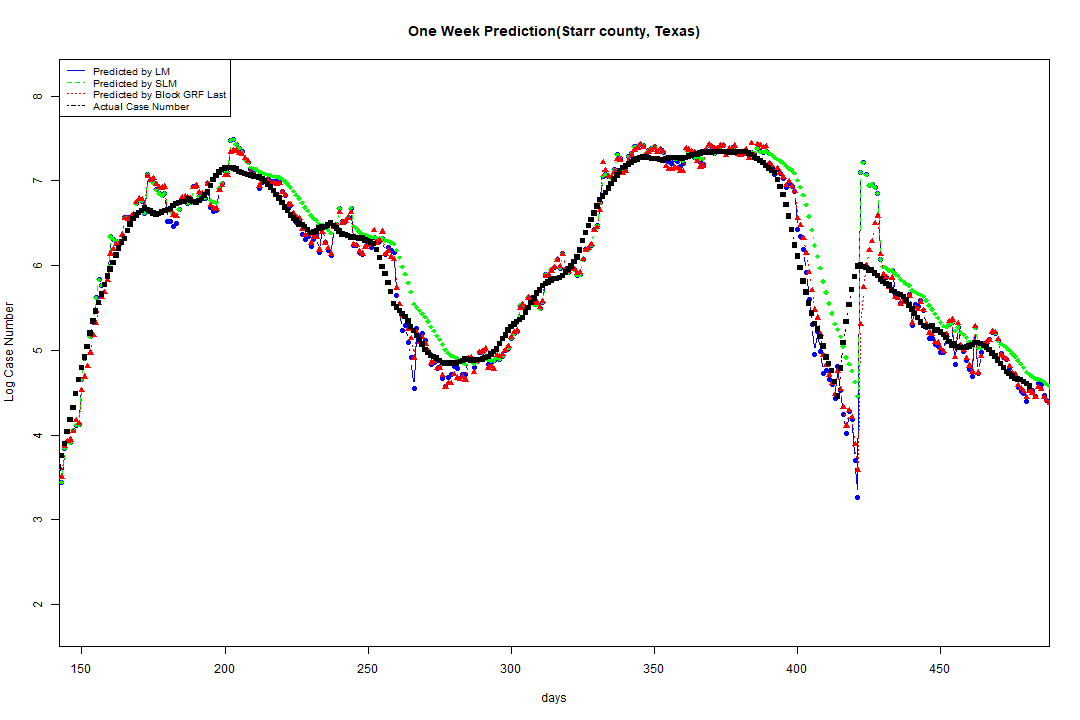 One Week Prediction(Starr county, Texas)
Predicted by LM
Predicted by SLM
Predicted by Block GRF Last
Actual Case Number
8
7
6
5
4
3
2
Log Case Number
150 200 250 300 350 400 450
days